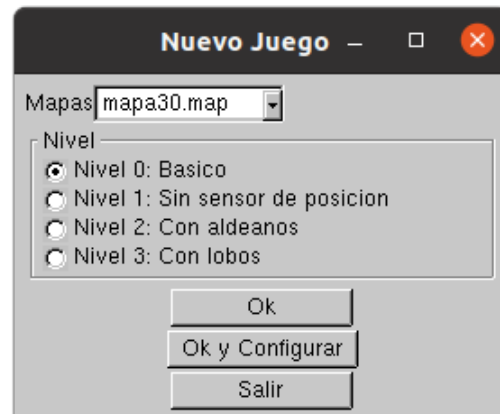 Nuevo Juego
Mapas mapa30.map
Nivel
Nivel 0: Basico
Nivel 1: Sin sensor de posicion
Nivel 2: Con aldeanos
Nivel 3: Con lobos
Ok
Ok y Configurar
Salir